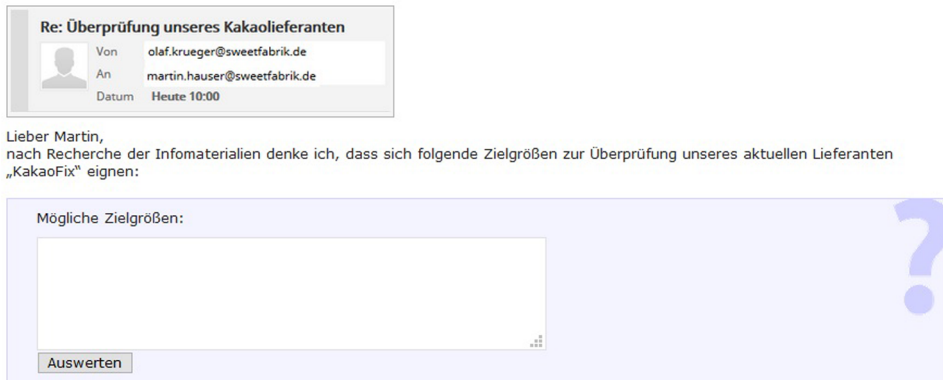 Re: Überprüfung unseres Kakaolieferanten
Von olaf.krueger@sweetfabrik.de
An martin.hauser@sweetfabrik.de
Datum Heute 10:00
Lieber Martin,
nach Recherche der Infomaterialien denke ich, dass sich folgende Zielgrößen zur Überprüfung unseres aktuellen Lieferanten
„KakaoFix“ eignen:
Mögliche Zielgrößen:
?
Auswerten